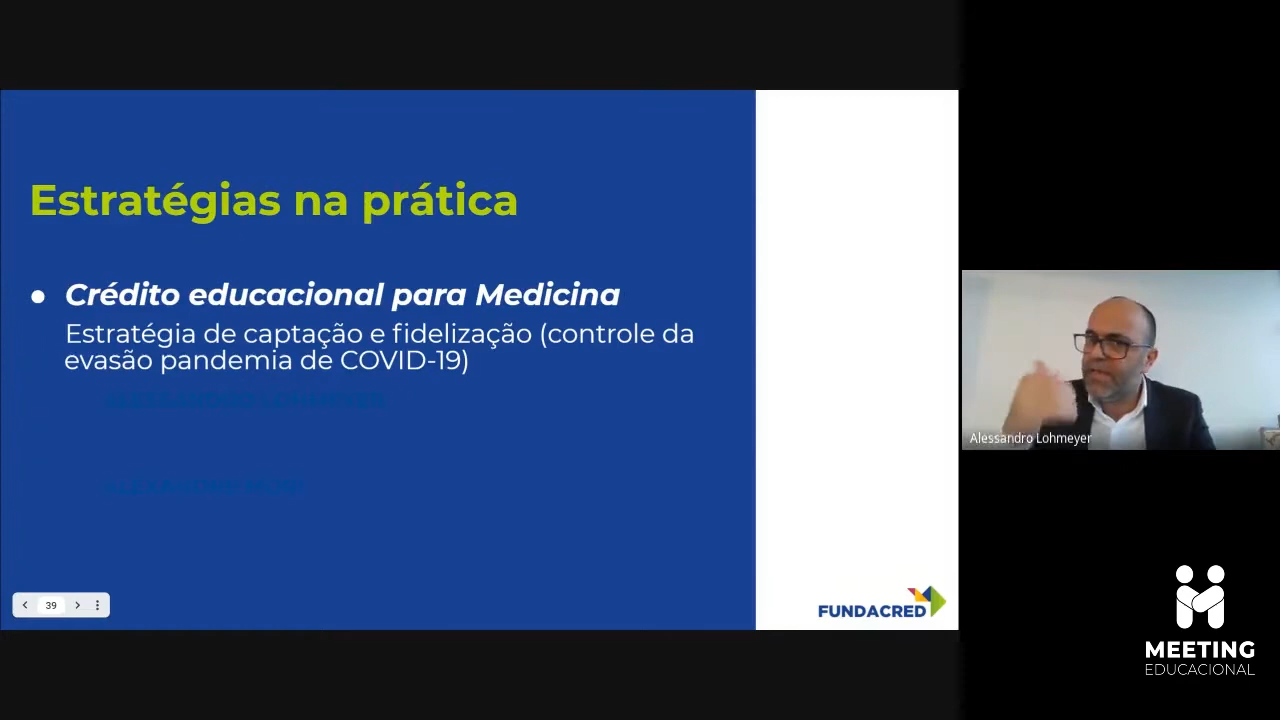 Estratégias na prática
● Crédito educacional para Medicina
Estratégia de captação e fidelização (controle da
evasão pandemia de COVID-19)
39
FUNDACRED
Alessandro Lohmeyer
MEETING
EDUCACIONAL